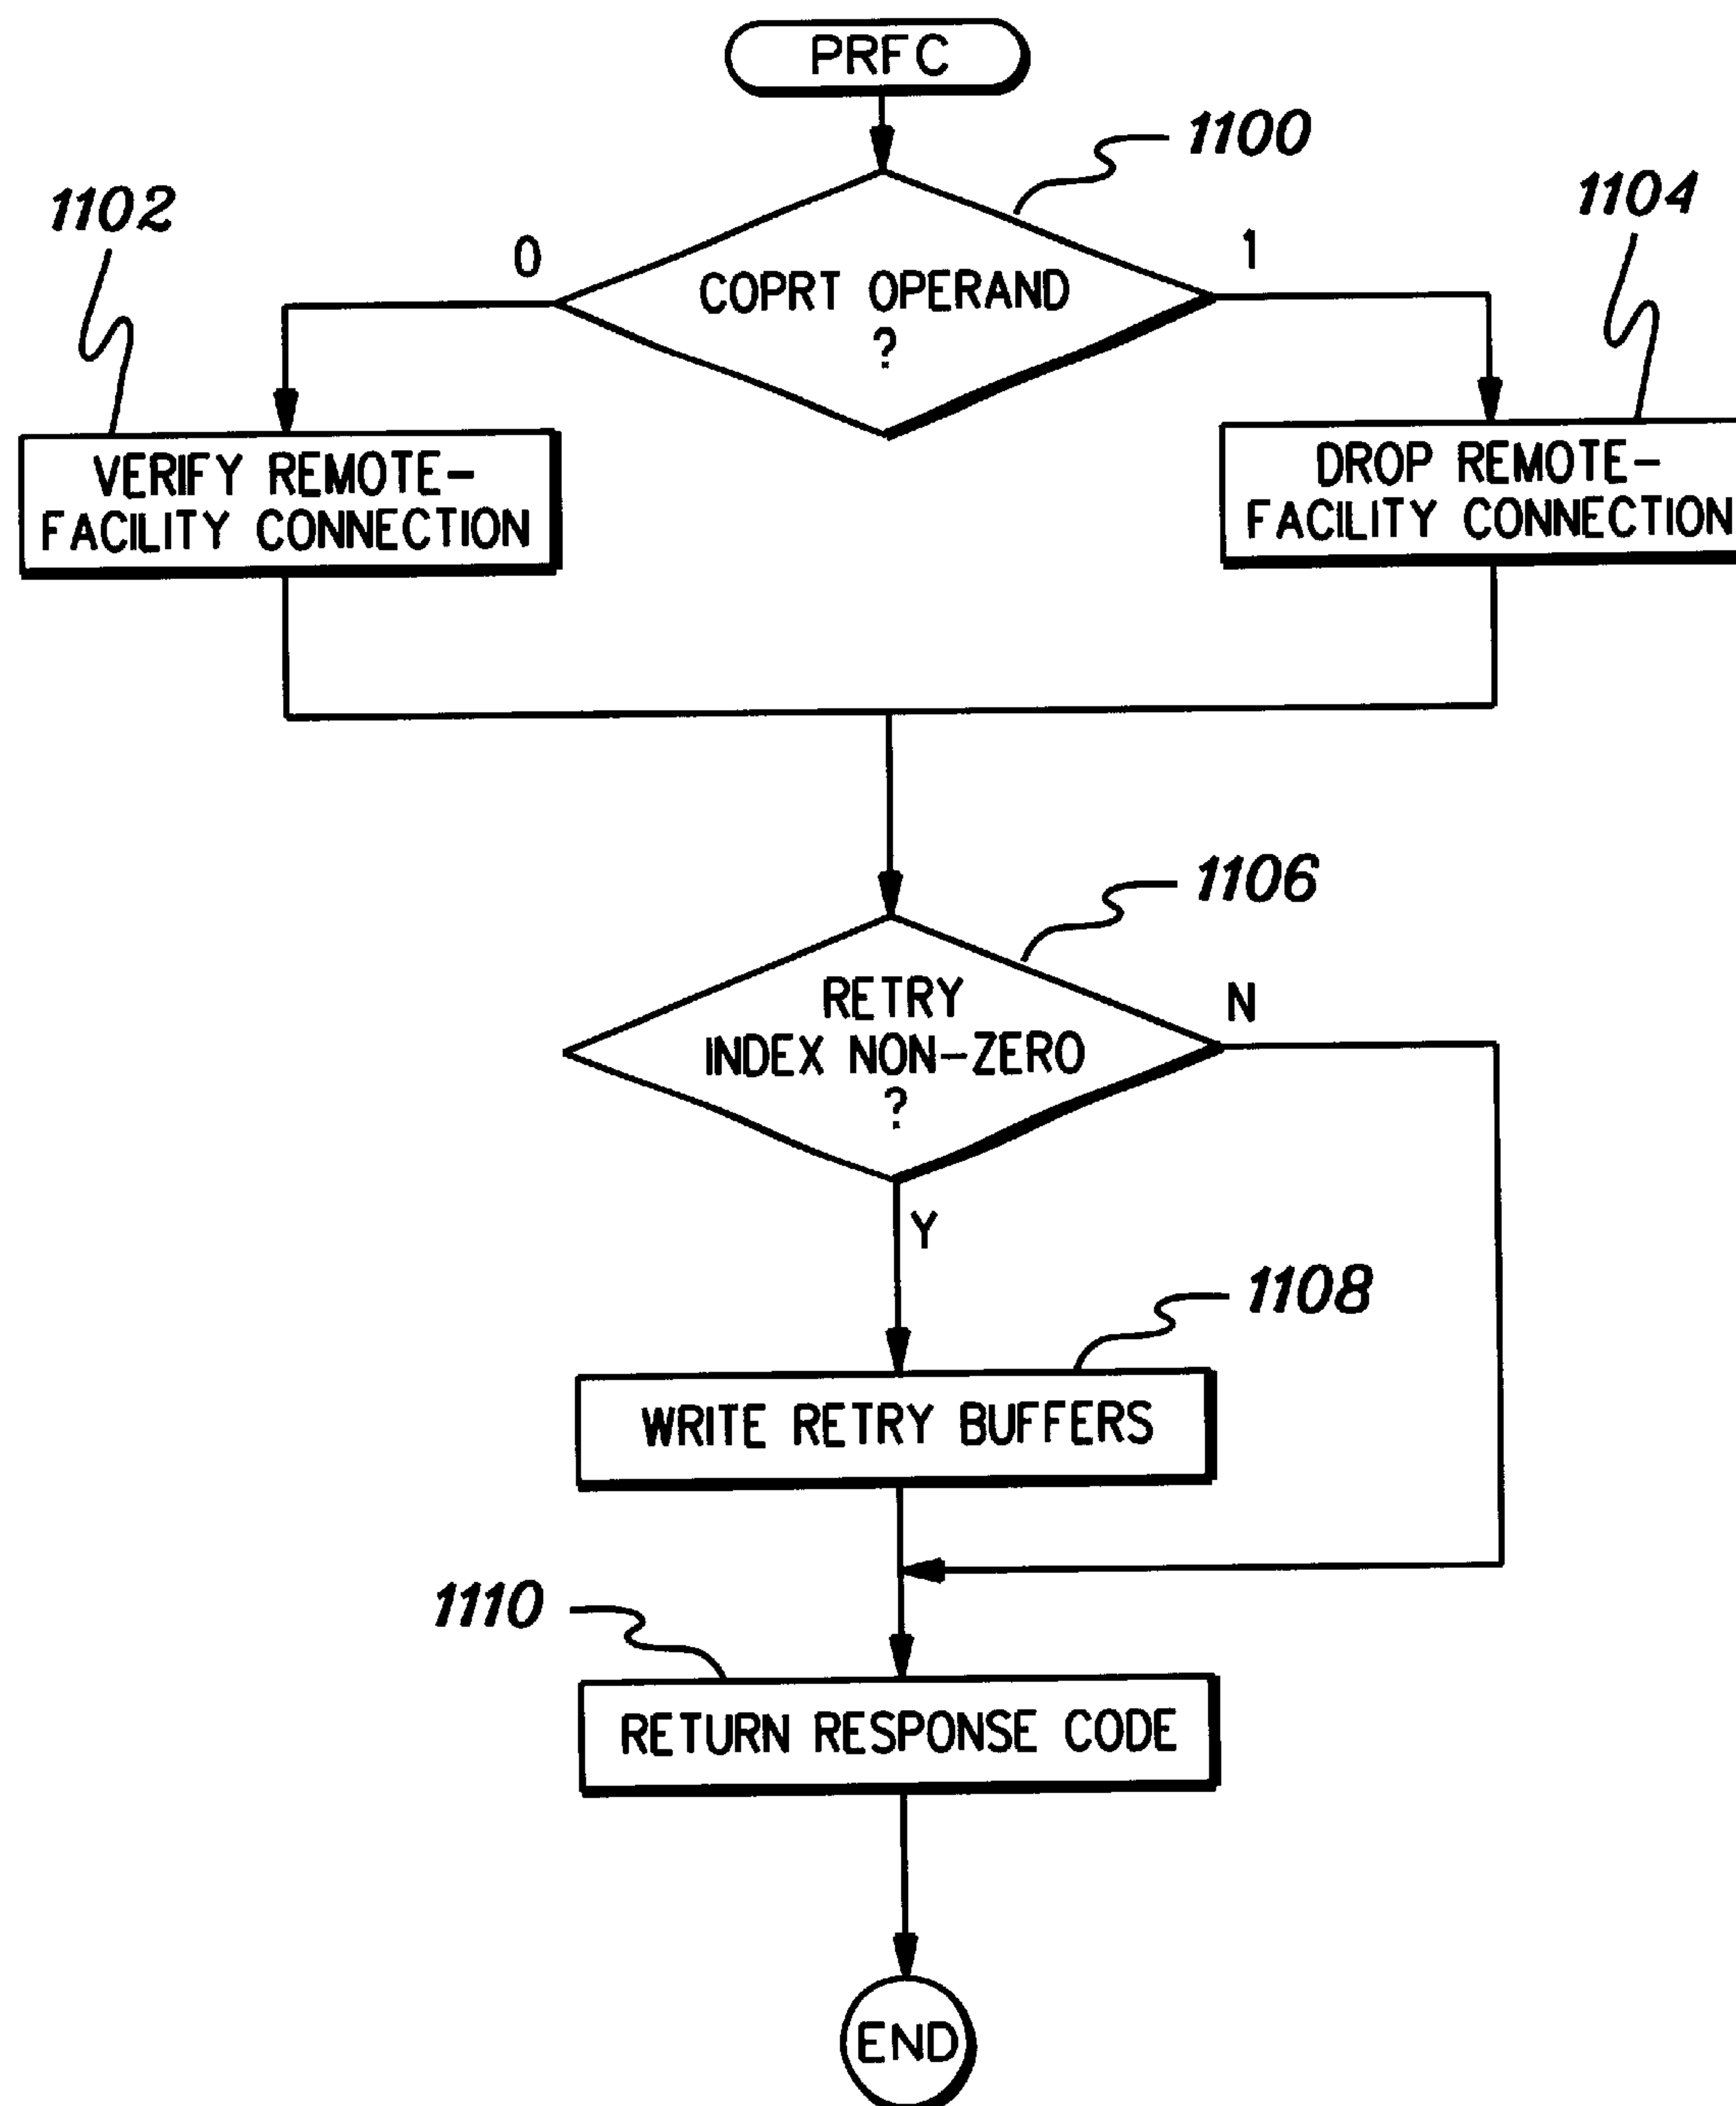 PRFC
1100
1102
1104
0
1
COPRT OPERAND
?
VERIFY REMOTE-
FACILITY CONNECTION
DROP REMOTE-
FACILITY CONNECTION
1106
RETRY
INDEX NON-ZERO
?
N
Y
1108
WRITE RETRY BUFFERS
1110
RETURN RESPONSE CODE
END